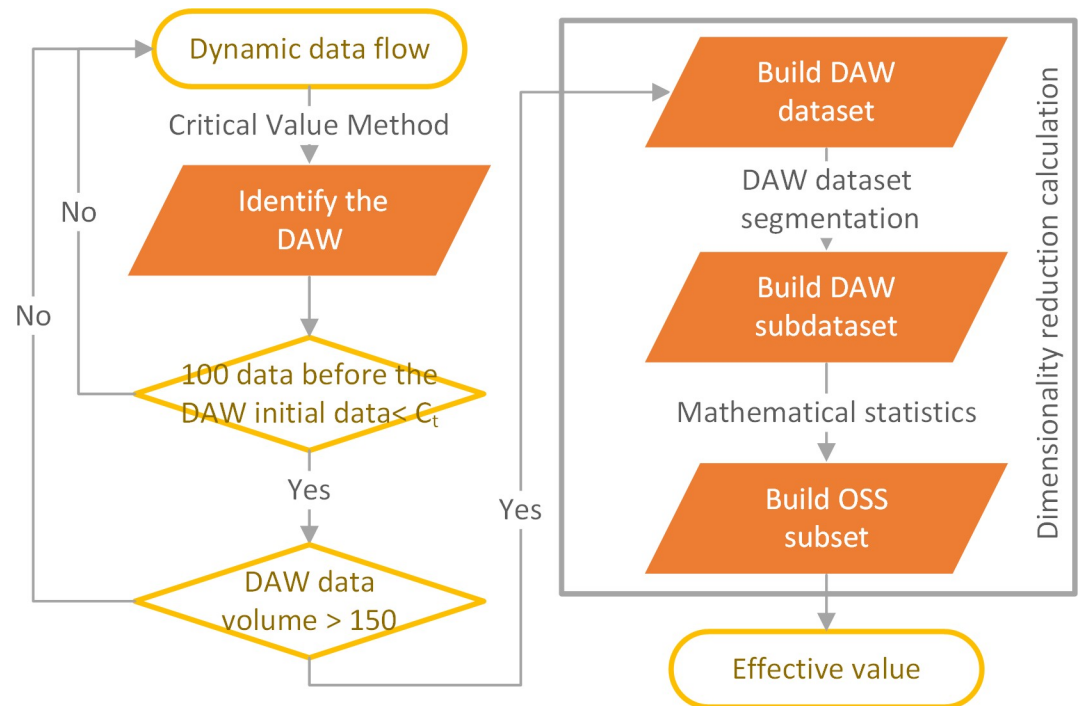 Dynamic data flow
Critical Value Method
Identify the
DAW
No
No
100 data before the
DAW initial data< Cₜ
Yes
DAW data
volume > 150
Yes
Build DAW
dataset
DAW dataset
segmentation
Build DAW
subdataset
Mathematical statistics
Build OSS
subset
Dimensionality reduction calculation
Effective value